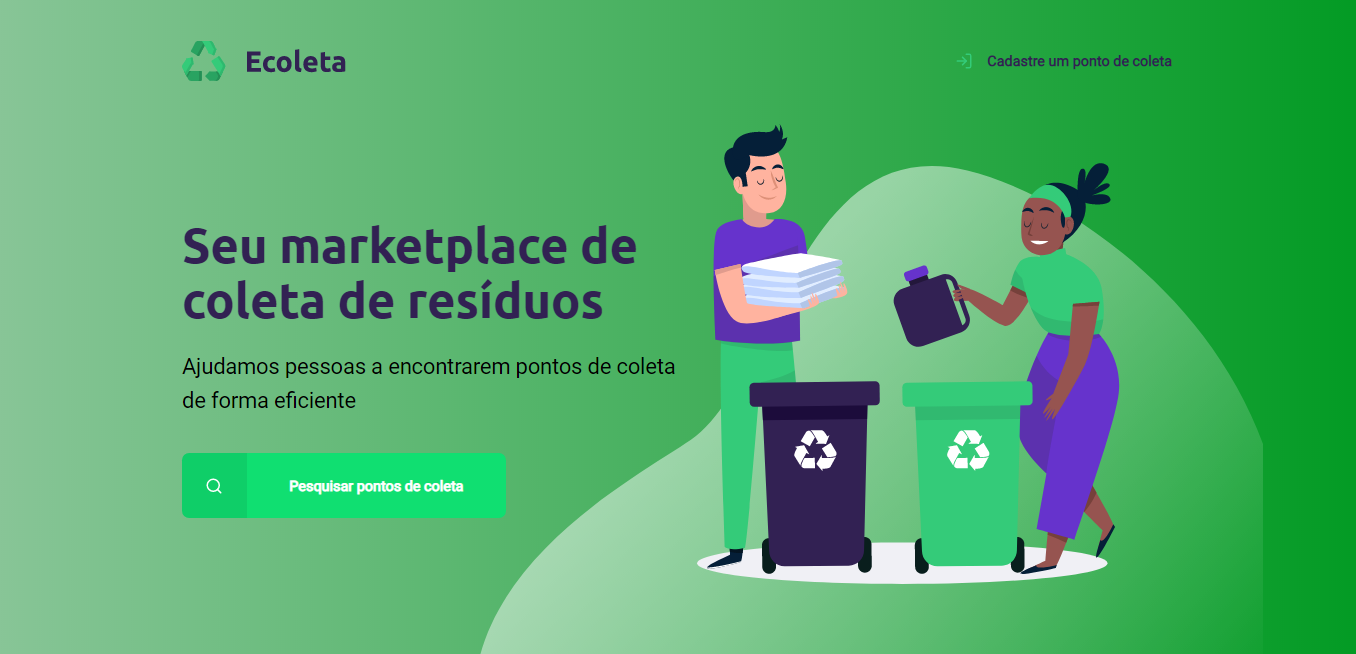 Ecoleta
Cadastre um ponto de coleta
Seu marketplace de
coleta de resíduos
Ajudamos pessoas a encontrarem pontos de coleta
de forma eficiente
Pesquisar pontos de coleta